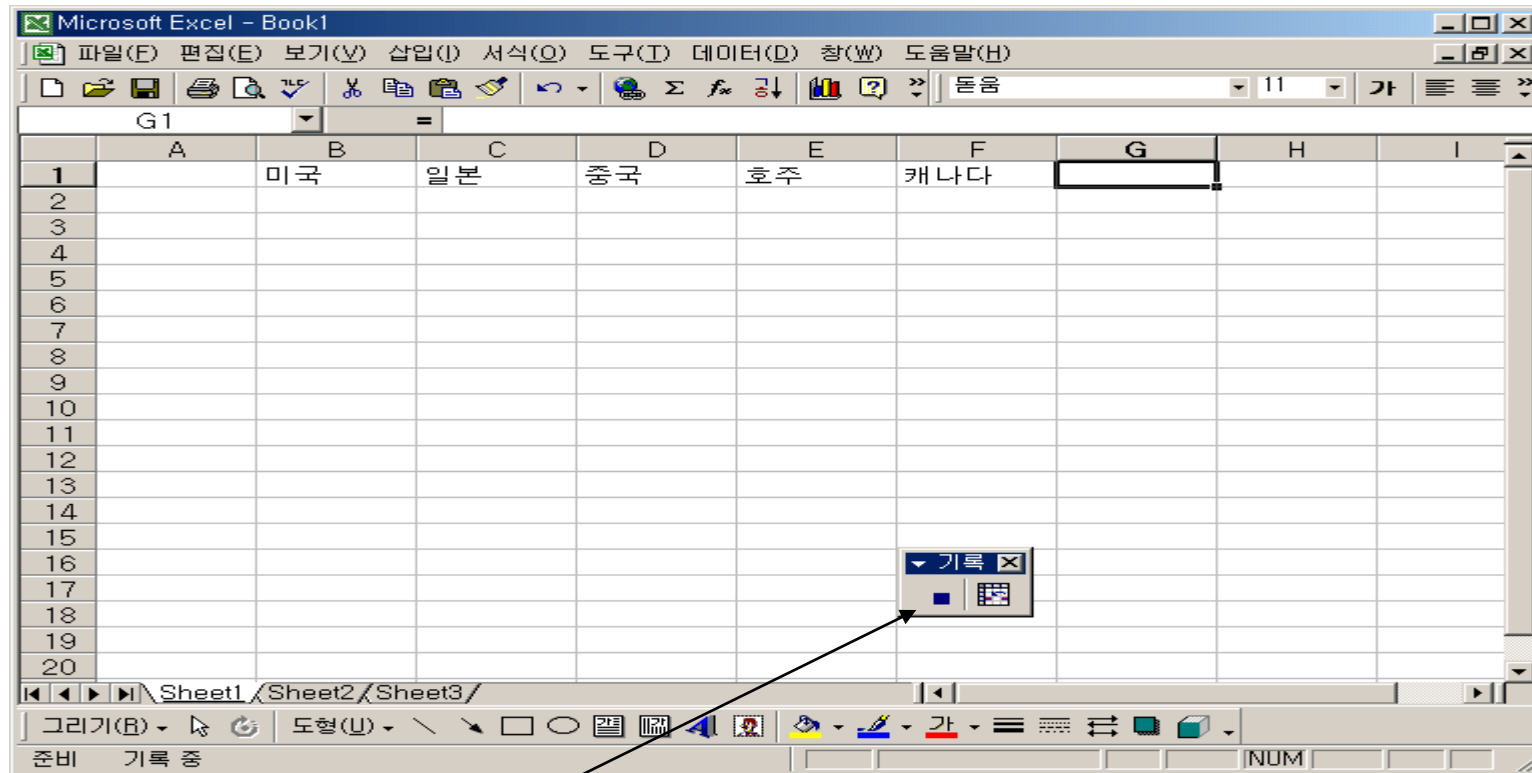 Microsoft Excel - Book1
파일(F) 편집(E) 보기(V) 삽입(I) 서식(O) 도구(T) 데이터(D) 창(W) 도움말(H)
돋움 11 가
G1 =
A B C D E F G H I
1 미국 일본 중국 호주 캐나다
2
3
4
5
6
7
8
9
10
11
12
13
14
15
16
기록
17
18
19
20
Sheet1 Sheet2 Sheet3
그리기(R) 도형(U) 가
준비 기록 중 NUM